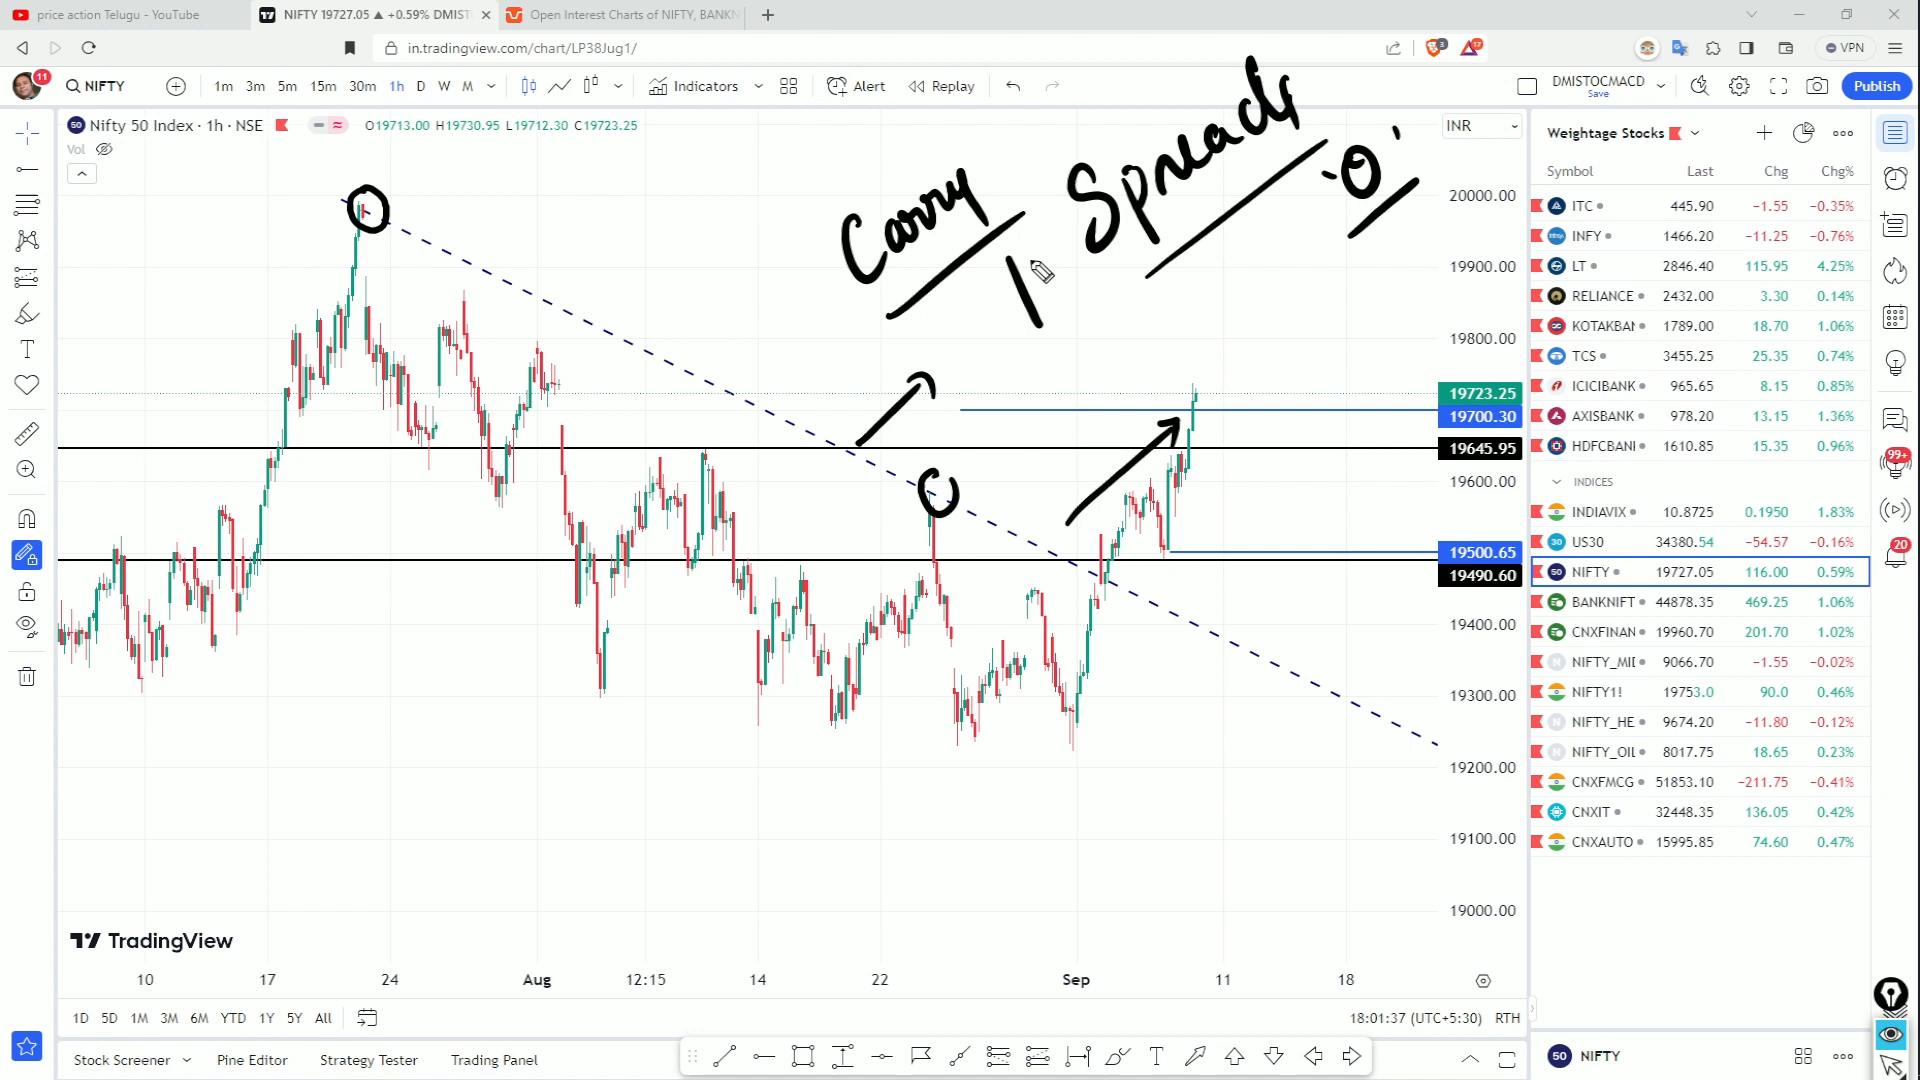 price action Telugu - YouTube
NIFTY 19727.05 ▲ +0.59% DMIST
Open Interest Charts of NIFTY, BANKN
in.tradingview.com/chart/LP38Jug1/
3
17
VPN
11
NIFTY
1m 3m 5m 15m 30m 1h D W M
Indicators
Alert
Replay
DMISTOCMACD
Save
Publish
50 Nifty 50 Index · 1h · NSE
O19713.00 H19730.95 L19712.30 C19723.25
Vol
INR
Carry Spreads
20000.00
19900.00
19800.00
19723.25
19700.30
19645.95
19600.00
19500.65
19490.60
19400.00
19300.00
19200.00
19100.00
19000.00
TradingView
10 17 24 Aug 12:15 14 22 Sep 11 18
1D 5D 1M 3M 6M YTD 1Y 5Y All
18:01:37 (UTC+5:30) RTH
Stock Screener Pine Editor Strategy Tester Trading Panel
Weightage Stocks
Symbol Last Chg Chg%
ITC 445.90 −1.55 −0.35%
INFY 1466.20 −11.25 −0.76%
LT 2846.40 115.95 4.25%
RELIANCE 2432.00 3.30 0.14%
KOTAKBAN 1789.00 18.70 1.06%
TCS 3455.25 25.35 0.74%
ICICIBANK 965.65 8.15 0.85%
AXISBANK 978.20 13.15 1.36%
HDFCBANI 1610.85 15.35 0.96%
INDICES
INDIAVIX 10.8725 0.1950 1.83%
30 US30 34380.54 −54.57 −0.16%
50 NIFTY 19727.05 116.00 0.59%
BANKNIFT 44878.35 469.25 1.06%
CNXFINAN 19960.70 201.70 1.02%
N NIFTY_MID 9066.70 −1.55 −0.02%
NIFTY1! 19753.0 90.0 0.46%
N NIFTY_HE 9674.20 −11.80 −0.12%
N NIFTY_OIL 8017.75 18.65 0.23%
CNXFMCG 51853.10 −211.75 −0.41%
CNXIT 32448.35 136.05 0.42%
CNXAUTO 15995.85 74.60 0.47%
99+
20
50 NIFTY